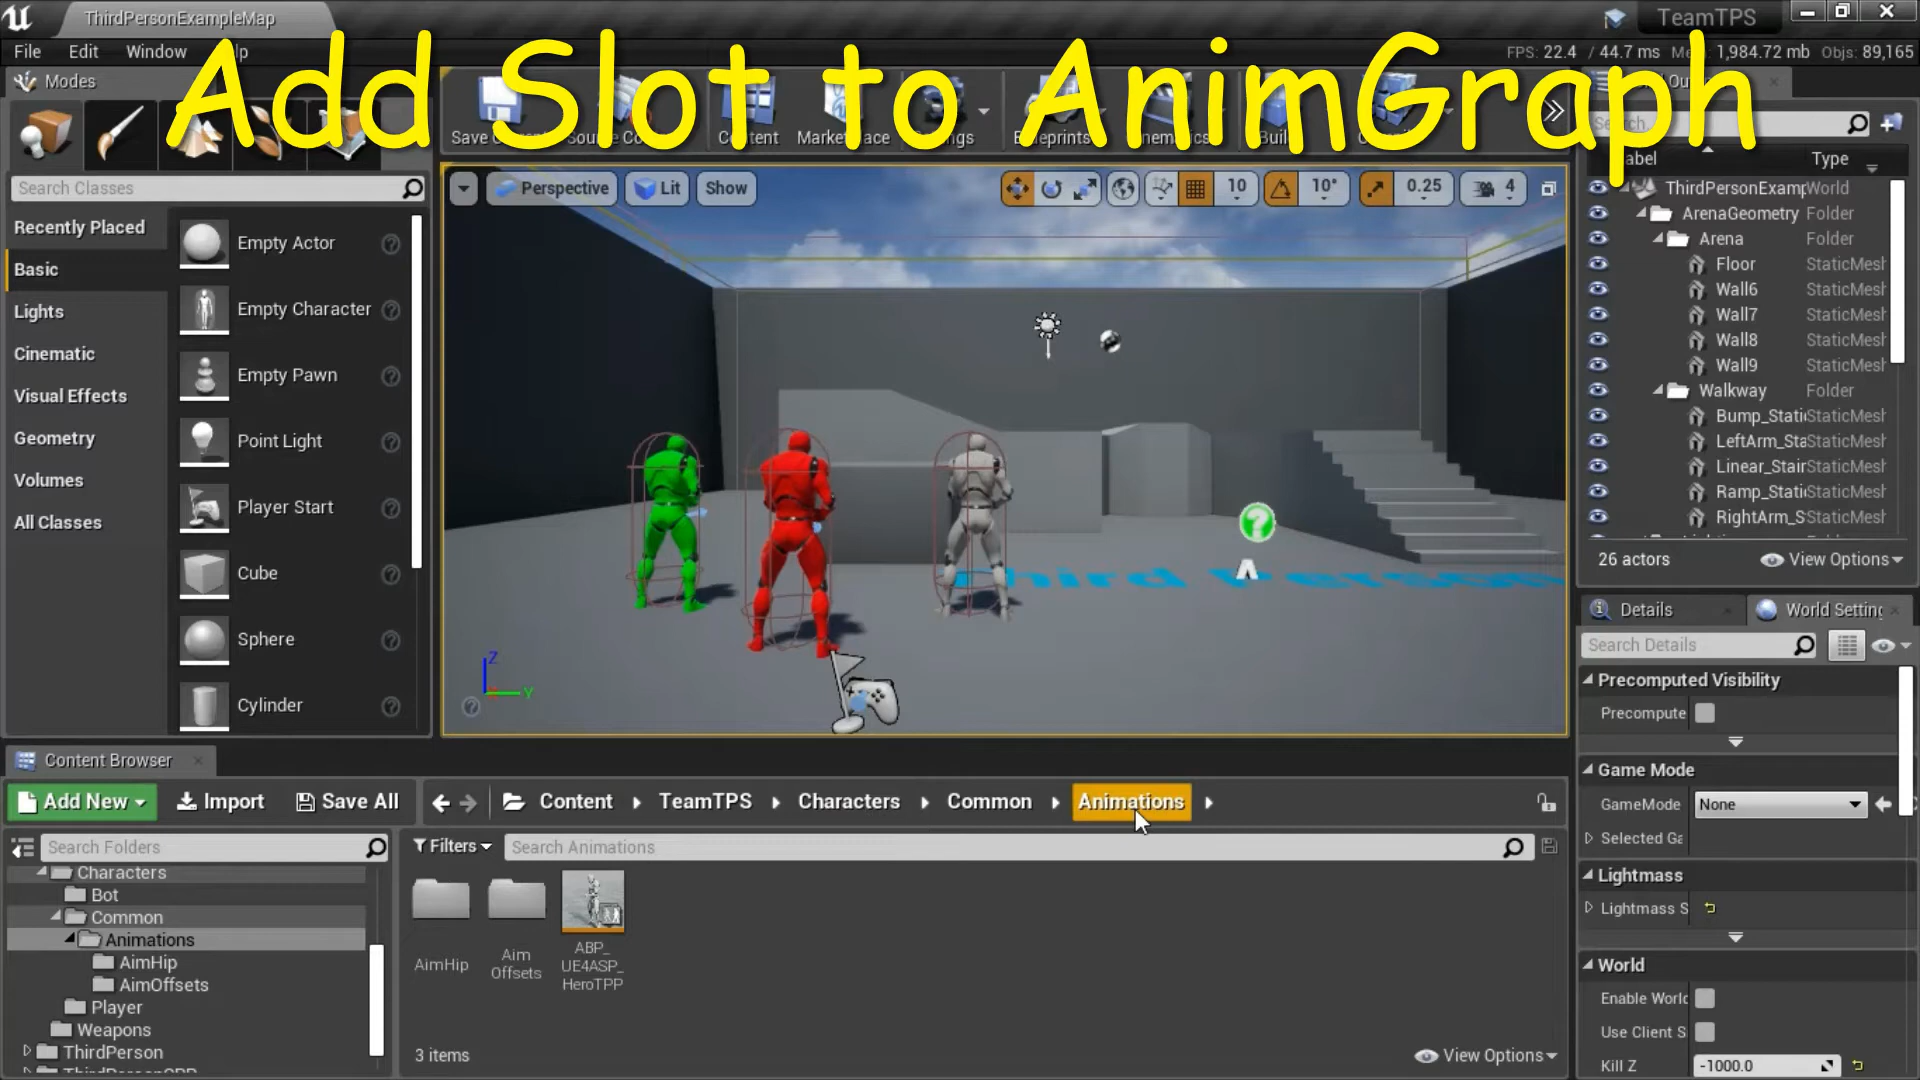 ThirdPersonExampleMap
TeamTPS
File Edit Window
FPS: 22.4 / 44.7 ms 1,984.72 mb Objs: 89,165
Add Slot to AnimGraph
Modes
Save
Content
Marketplace
Blueprints
Search Classes
Recently Placed
Basic
Lights
Cinematic
Visual Effects
Geometry
Volumes
All Classes
Empty Actor
Empty Character
Empty Pawn
Point Light
Player Start
Cube
Sphere
Cylinder
Perspective
Lit
Show
10
10°
0.25
4
Third Person
Z
Y
Search
Type
ThirdPersonExamp World
ArenaGeometry Folder
Arena Folder
Floor StaticMesh
Wall6 StaticMesh
Wall7 StaticMesh
Wall8 StaticMesh
Wall9 StaticMesh
Walkway Folder
Bump_Stati StaticMesh
LeftArm_Sta StaticMesh
Linear_Stair StaticMesh
Ramp_Stati StaticMesh
RightArm_S StaticMesh
26 actors
View Options
Details
World Setting
Search Details
Precomputed Visibility
Precompute
Game Mode
GameMode None
Selected Ga
Lightmass
Lightmass S
World
Enable World
Use Client S
Kill Z -1000.0
Content Browser
Add New
Import
Save All
Content
TeamTPS
Characters
Common
Animations
Search Folders
Filters
Search Animations
Characters
Bot
Common
Animations
AimHip
AimOffsets
Player
Weapons
ThirdPerson
ThirdPersonCPP
AimHip
Aim
Offsets
ABP_
UE4ASP_
HeroTPP
3 items
View Options